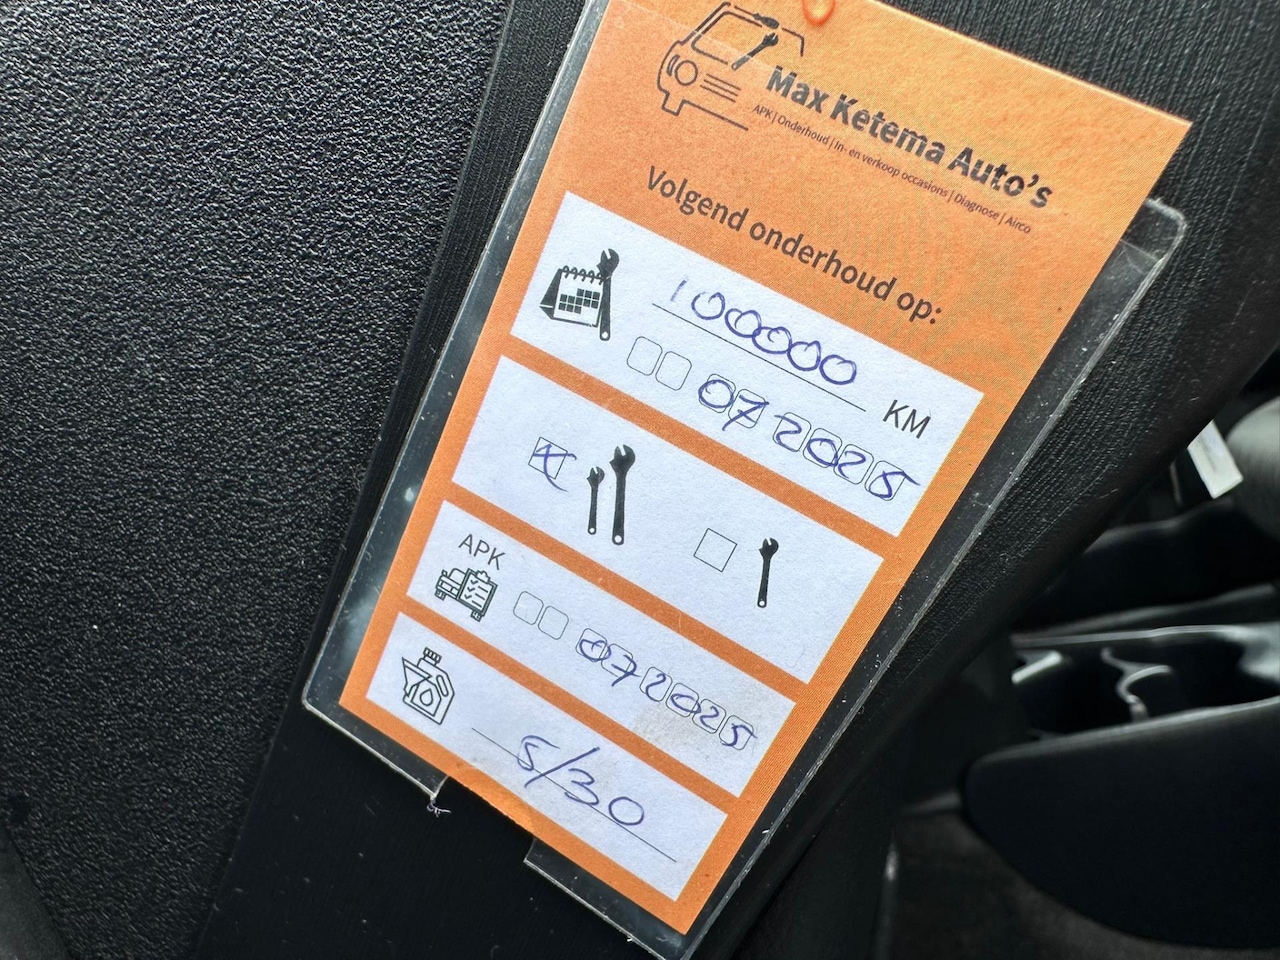 Max Ketema Auto's
APK | Onderhoud | In- en verkoop occasions | Diagnose | Airco
Volgend onderhoud op:
100000 KM
07 2025
APK
07 2025
5/30